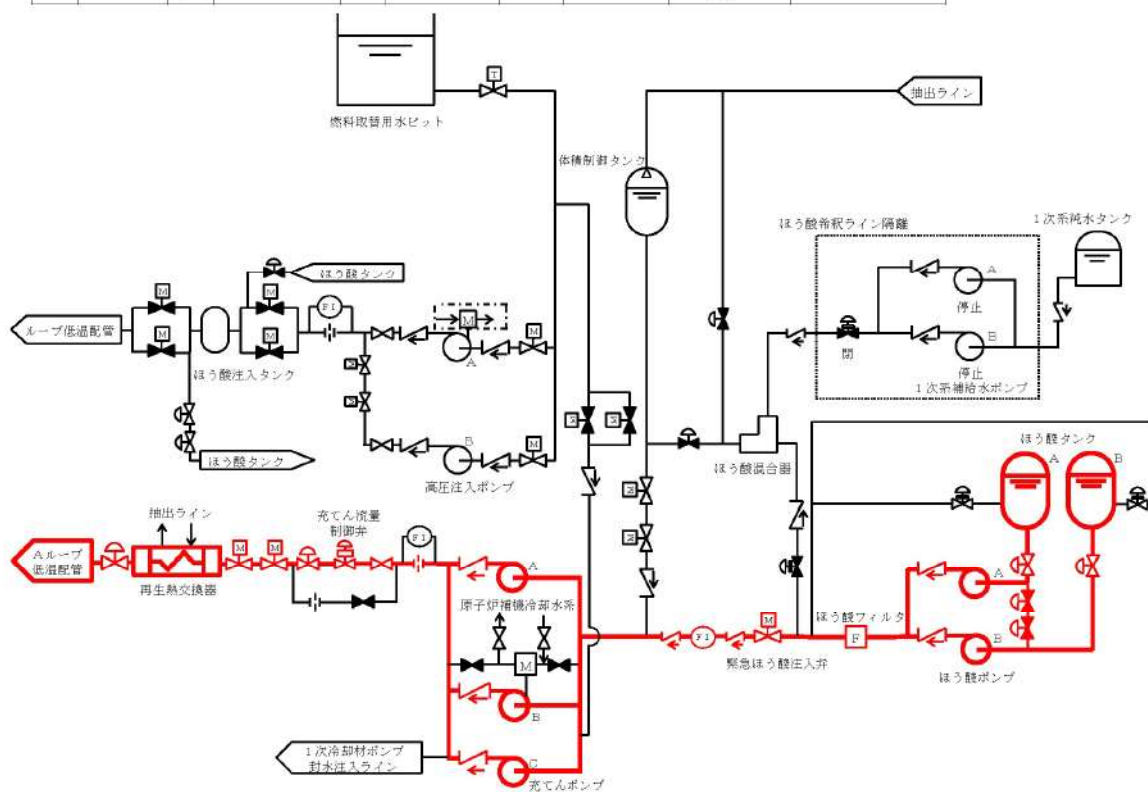 T
燃料取替用水ピット
抽出ライン
体積制御タンク
ほう酸希釈ライン隔離
1次系純水タンク
A
停止
B
停止
閉
1次系補給水ポンプ
ほう酸タンク
M
M
FI
M
M
ループ低温配管
M
M
A
ほう酸注入タンク
M
M
M
ほう酸タンク
B
高圧注入ポンプ
M
M
ほう酸混合器
ほう酸タンク
A
B
M
M
抽出ライン
充てん流量
制御弁
FI
Aループ
低温配管
M
M
再生熱交換器
A
原子炉補機冷却水系
M
B
FI
M
緊急ほう酸注入弁
ほう酸フィルタ
F
A
B
ほう酸ポンプ
1次冷却材ポンプ
封水注入ライン
C
充てんポンプ